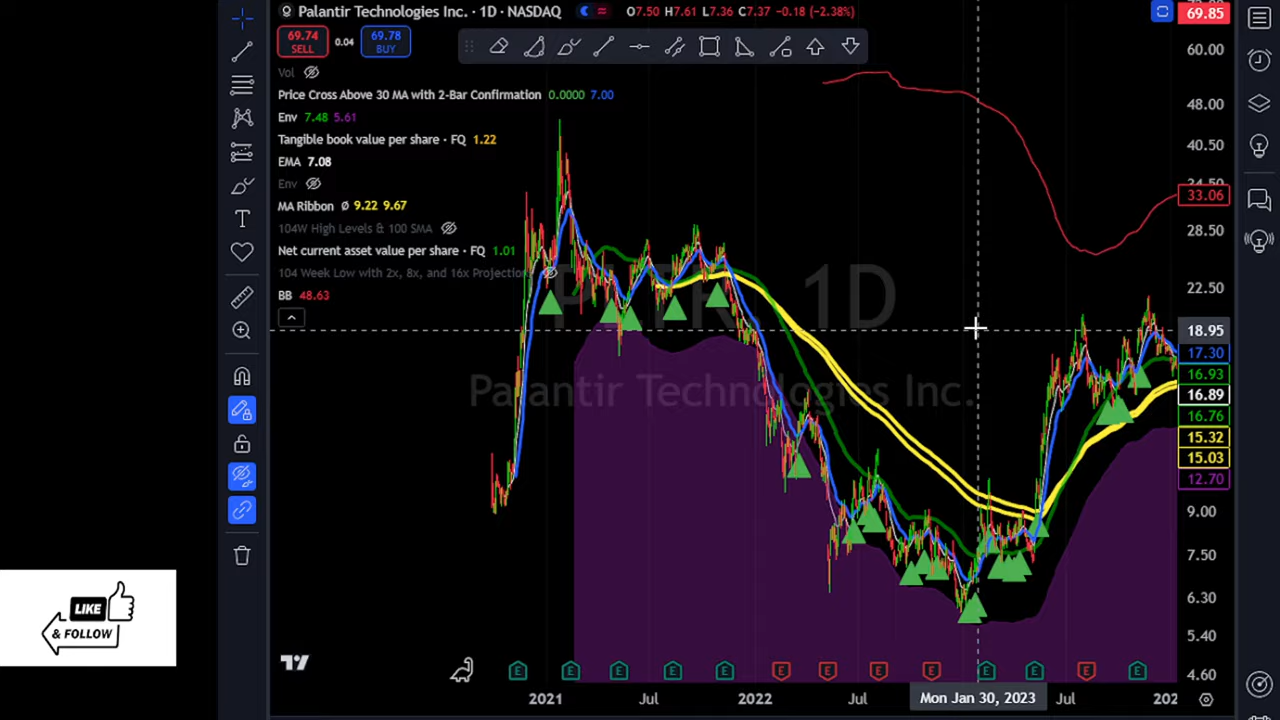 Palantir Technologies Inc. · 1D · NASDAQ O7.50 H7.61 L7.36 C7.37 -0.18 (-2.38%)
69.74 SELL 0.04 69.78 BUY
Vol
Price Cross Above 30 MA with 2-Bar Confirmation 0.0000 7.00
Env 7.48 5.61
Tangible book value per share · FQ 1.22
EMA 7.08
Env
MA Ribbon ø 9.22 9.67
104W High Levels & 100 SMA
Net current asset value per share · FQ 1.01
104 Week Low with 2x, 8x, and 16x Projection
BB 48.63
PLTR, 1D
Palantir Technologies Inc.
69.85
60.00
48.00
40.50
34.50
33.06
28.50
22.50
18.95
17.30
16.93
16.89
16.76
15.32
15.03
12.70
9.00
7.50
6.30
5.40
4.60
LIKE
& FOLLOW
E E E E E E E E E E E E E
2021 Jul 2022 Jul Mon Jan 30, 2023 Jul 202